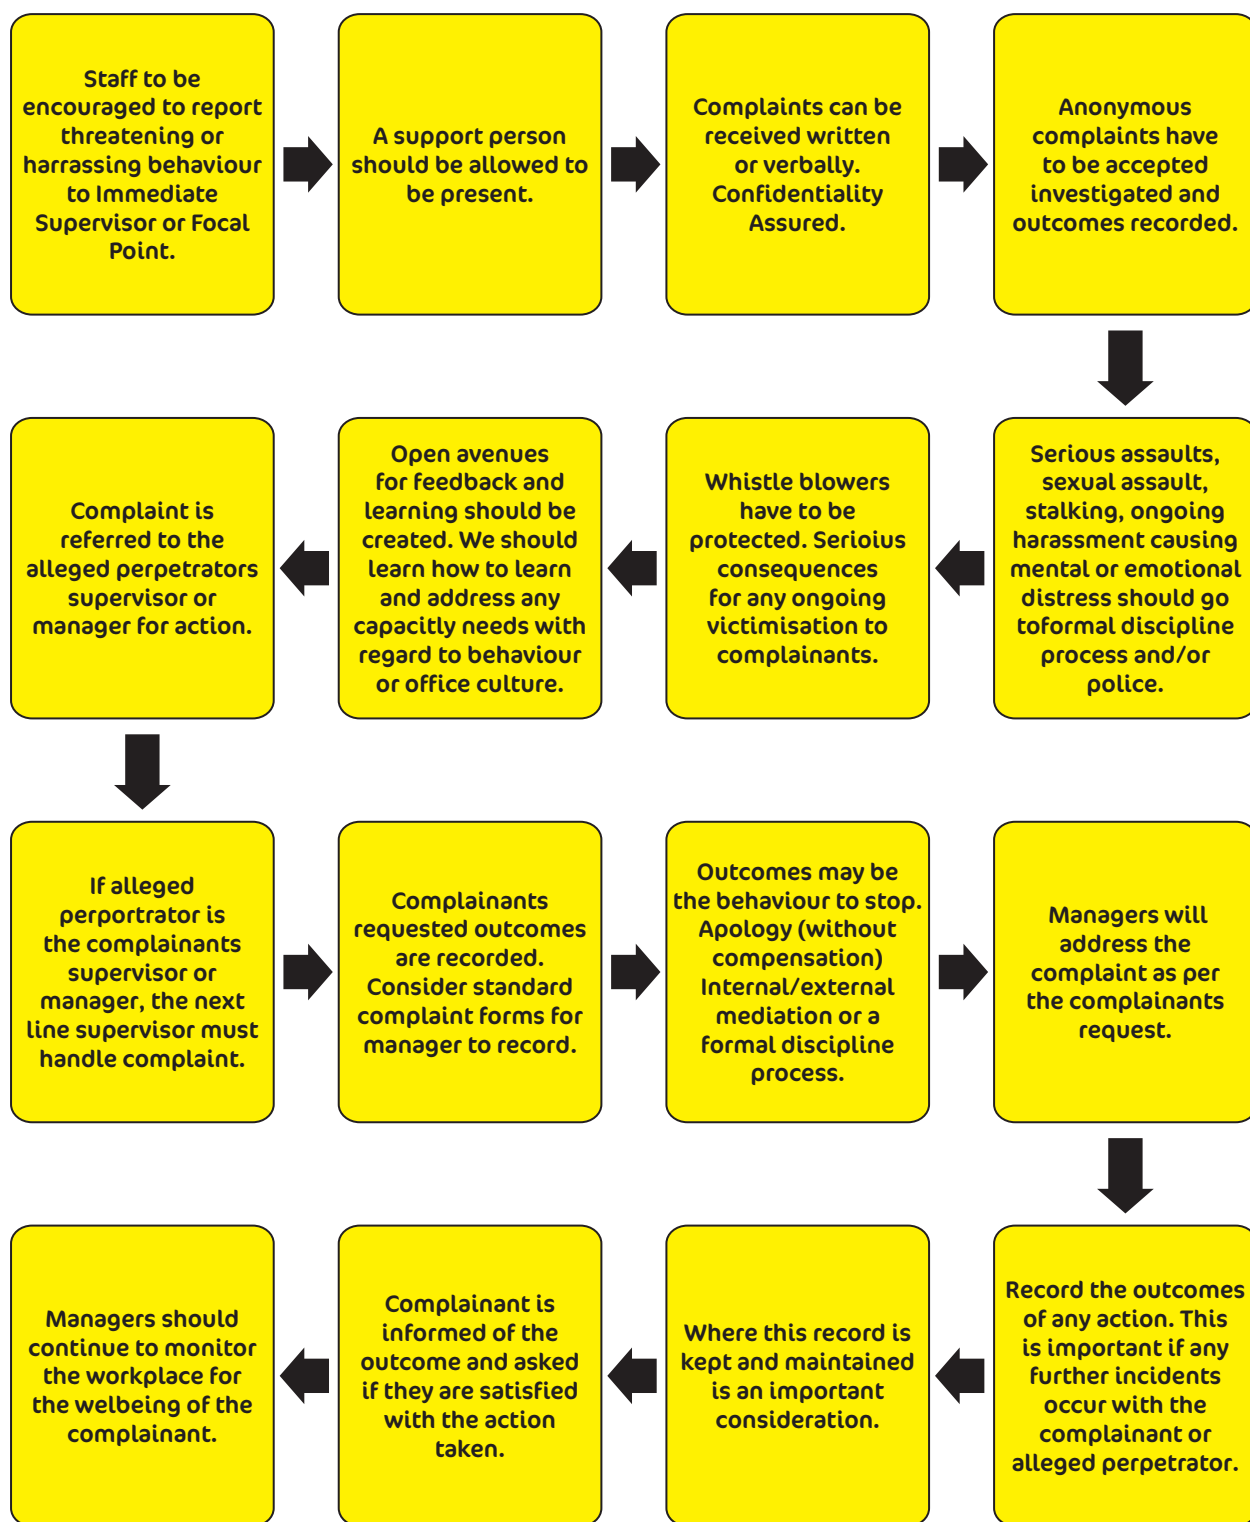 Staff to be
encouraged to report
threatening or
harrassing behaviour
to Immediate
Supervisor or Focal
Point.
A support person
should be allowed to
be present.
Complaints can be
received written
or verbally.
Confidentiality
Assured.
Anonymous
complaints have
to be accepted
investigated and
outcomes recorded.
Serious assaults,
sexual assault,
stalking, ongoing
harassment causing
mental or emotional
distress should go
toformal discipline
process and/or
police.
Whistle blowers
have to be
protected. Serioius
consequences
for any ongoing
victimisation to
complainants.
Open avenues
for feedback and
learning should be
created. We should
learn how to learn
and address any
capacitly needs with
regard to behaviour
or office culture.
Complaint is
referred to the
alleged perpetrators
supervisor or
manager for action.
If alleged
perportrator is
the complainants
supervisor or
manager, the next
line supervisor must
handle complaint.
Complainants
requested outcomes
are recorded.
Consider standard
complaint forms for
manager to record.
Outcomes may be
the behaviour to stop.
Apology (without
compensation)
Internal/external
mediation or a
formal discipline
process.
Managers will
address the
complaint as per
the complainants
request.
Record the outcomes
of any action. This
is important if any
further incidents
occur with the
complainant or
alleged perpetrator.
Where this record is
kept and maintained
is an important
consideration.
Complainant is
informed of the
outcome and asked
if they are satisfied
with the action
taken.
Managers should
continue to monitor
the workplace for
the welbeing of the
complainant.